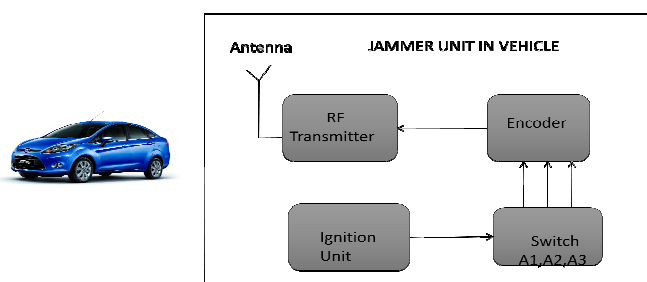 Antenna
JAMMER UNIT IN VEHICLE
RF
Transmitter
Encoder
Ignition
Unit
Switch
A1,A2,A3